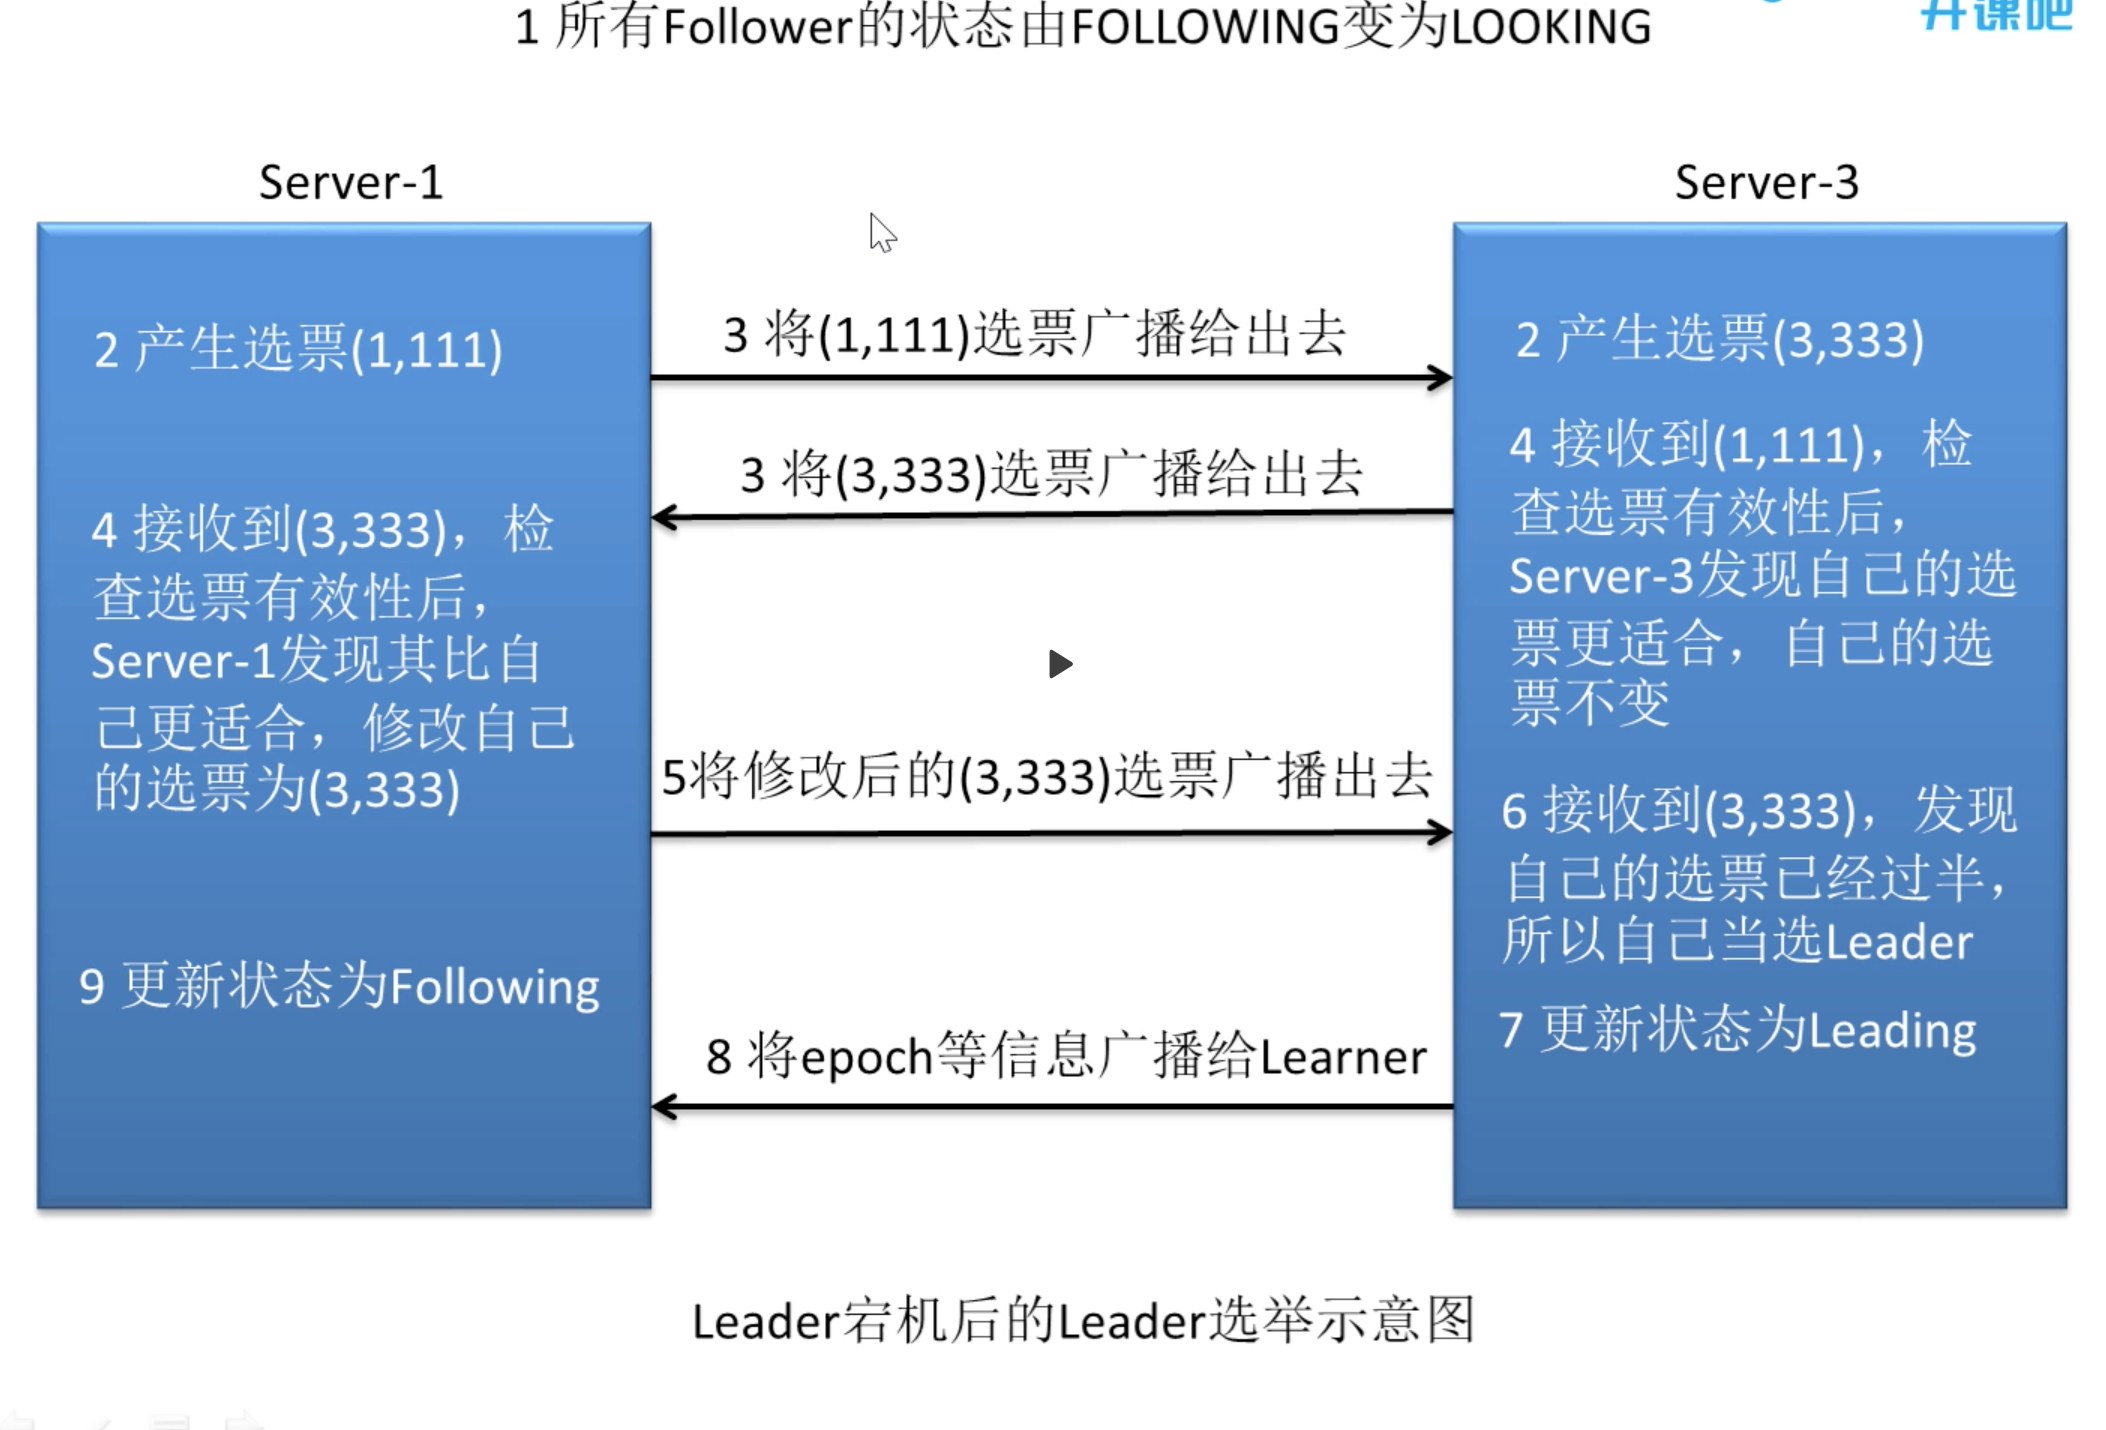 1 所有Follower的状态由FOLLOWING变为LOOKING
开课吧
Server-1
2 产生选票(1,111)
4 接收到(3,333)，检
查选票有效性后，
Server-1发现其比自
己更适合，修改自己
的选票为(3,333)
9 更新状态为Following
3 将(1,111)选票广播给出去
3 将(3,333)选票广播给出去
5将修改后的(3,333)选票广播出去
8 将epoch等信息广播给Learner
Server-3
2 产生选票(3,333)
4 接收到(1,111)，检
查选票有效性后，
Server-3发现自己的选
票更适合，自己的选
票不变
6 接收到(3,333)，发现
自己的选票已经过半，
所以自己当选Leader
7 更新状态为Leading
Leader宕机后的Leader选举示意图